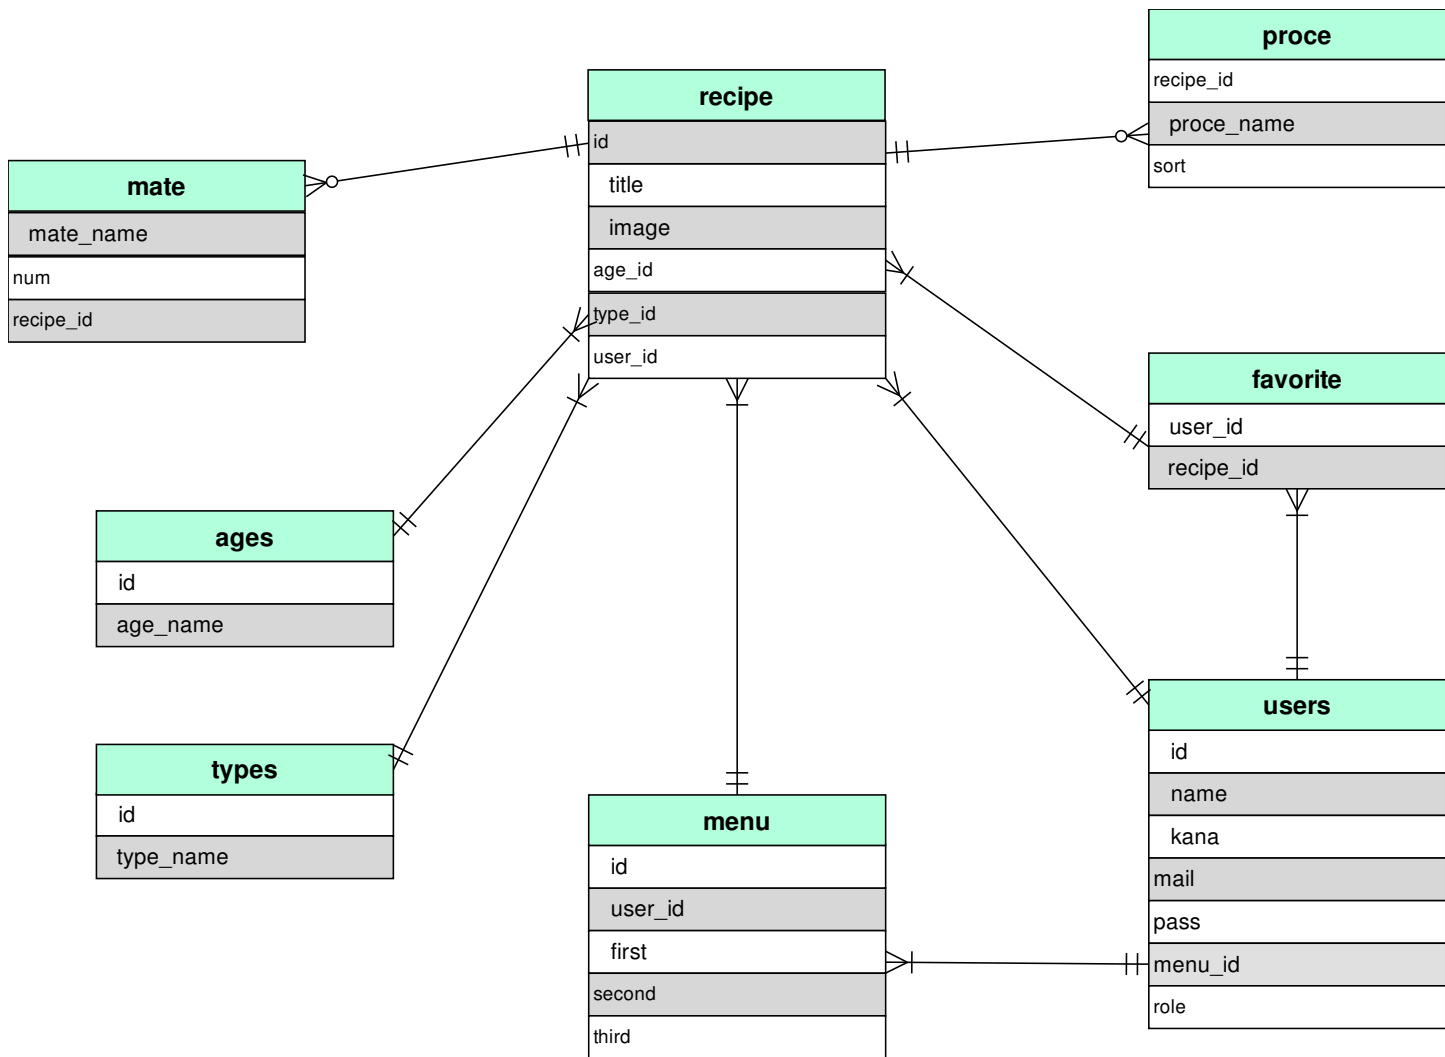 proce
recipe_id
proce_name
sort
recipe
id
title
image
age_id
type_id
user_id
mate
mate_name
num
recipe_id
favorite
user_id
recipe_id
ages
id
age_name
users
id
name
kana
mail
pass
menu_id
role
types
id
type_name
menu
id
user_id
first
second
third